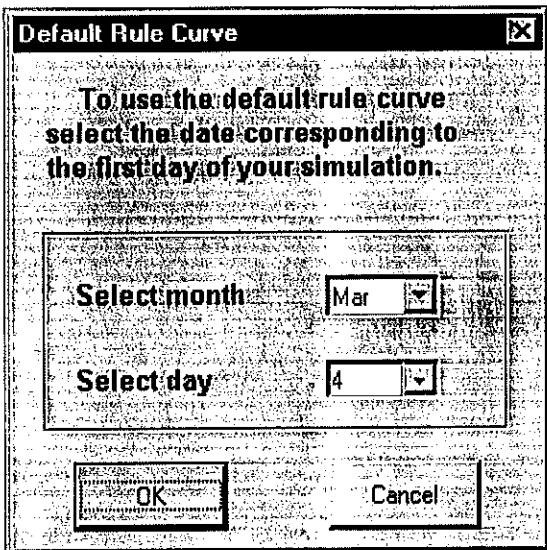 Default Rule Curve
To use the default rule curve
select the date corresponding to
the first day of your simulation.
Select month Mar
Select day 4
OK Cancel